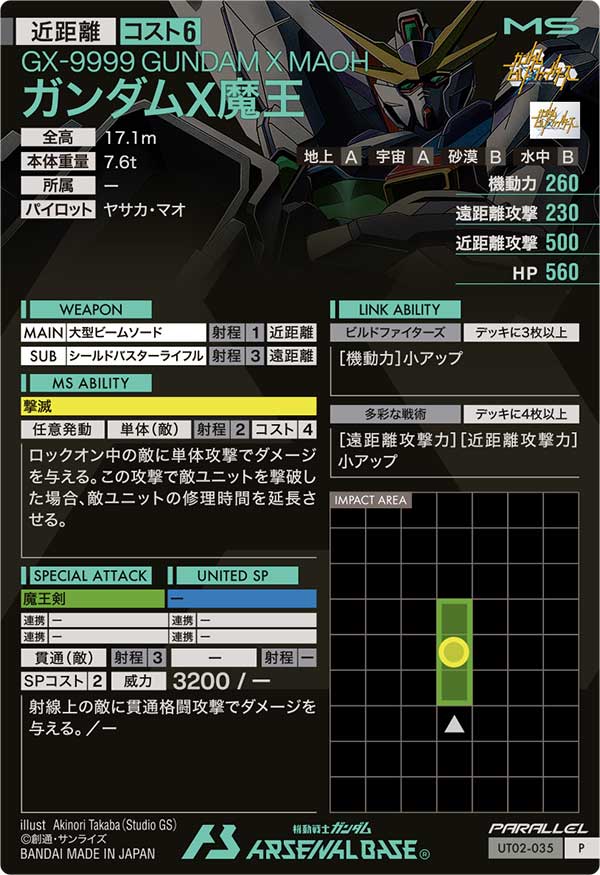 近距離 コスト6 MS
GX-9999 GUNDAM X MAOH
ガンダムX魔王
ガンダム ビルドファイターズ
全高 17.1m
本体重量 7.6t
所属 ー
パイロット ヤサカ・マオ
地上 A 宇宙 A 砂漠 B 水中 B
機動力 260
遠距離攻撃 230
近距離攻撃 500
HP 560
WEAPON
MAIN 大型ビームソード 射程 1 近距離
SUB シールドバスターライフル 射程 3 遠距離
MS ABILITY
撃滅
任意発動 単体(敵) 射程 2 コスト 4
ロックオン中の敵に単体攻撃でダメージ
を与える。この攻撃で敵ユニットを撃破し
た場合、敵ユニットの修理時間を延長さ
せる。
LINK ABILITY
ビルドファイターズ デッキに3枚以上
[機動力]小アップ
多彩な戦術 デッキに4枚以上
[遠距離攻撃力][近距離攻撃力]
小アップ
IMPACT AREA
SPECIAL ATTACK UNITED SP
魔王剣 ー
連携 ー 連携 ー
連携 ー 連携 ー
貫通(敵) 射程 3 ー 射程 ー
SPコスト 2 威力 3200 / ー
射線上の敵に貫通格闘攻撃でダメージを
与える。／ー
illust Akinori Takaba(Studio GS)
©創通・サンライズ
BANDAI MADE IN JAPAN
機動戦士ガンダム
AB ARSENAL BASE®
PARALLEL
UT02-035 P